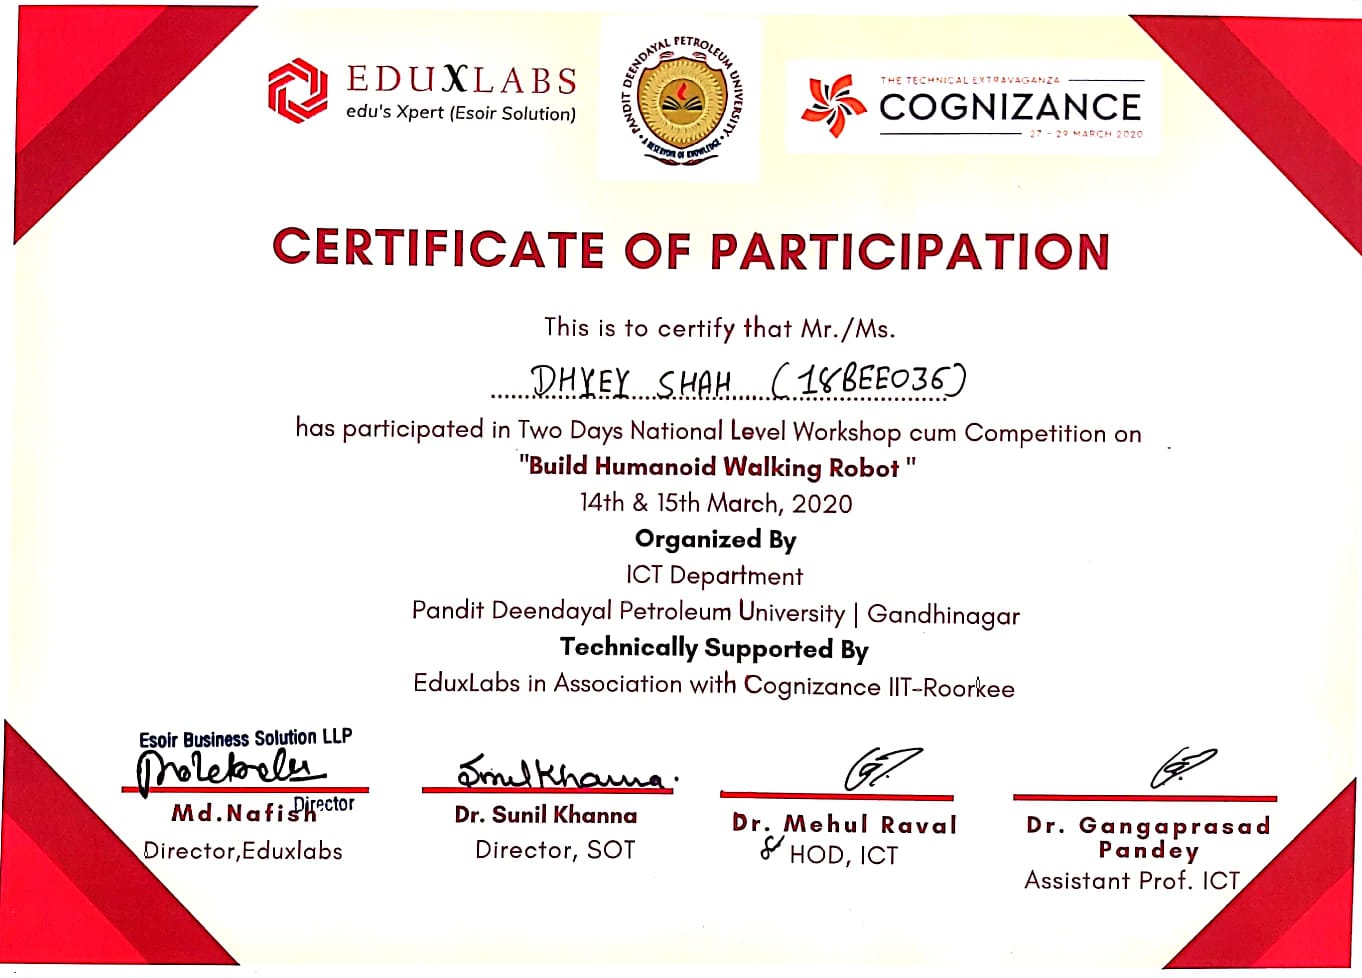 EDUXLABS
edu's Xpert (Esoir Solution)
PANDIT DEENDAYAL PETROLEUM UNIVERSITY
A RESERVOIR OF KNOWLEDGE
THE TECHNICAL EXTRAVAGANZA
COGNIZANCE
27 - 29 MARCH 2020
CERTIFICATE OF PARTICIPATION
This is to certify that Mr./Ms.
DHYEY SHAH (18BEE036)
has participated in Two Days National Level Workshop cum Competition on
"Build Humanoid Walking Robot "
14th & 15th March, 2020
Organized By
ICT Department
Pandit Deendayal Petroleum University | Gandhinagar
Technically Supported By
EduxLabs in Association with Cognizance IIT-Roorkee
Esoir Business Solution LLP
Director
Md.Nafish
Director,Eduxlabs
Sunil Khanna.
Dr. Sunil Khanna
Director, SOT
Dr. Mehul Raval
HOD, ICT
Dr. Gangaprasad
Pandey
Assistant Prof. ICT